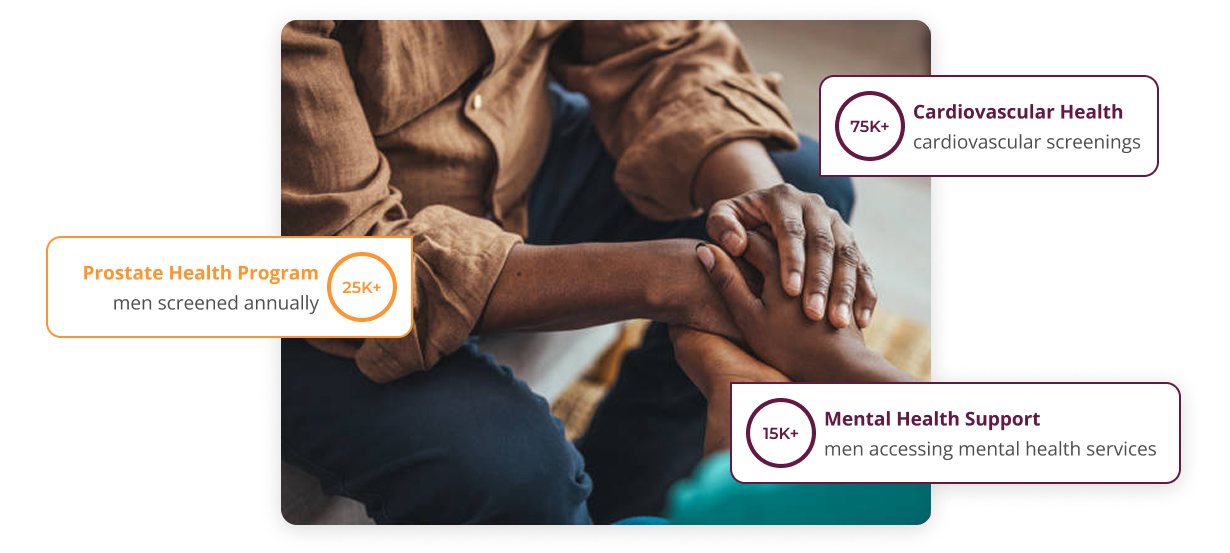 75K+
Cardiovascular Health
cardiovascular screenings
Prostate Health Program
men screened annually
25K+
15K+
Mental Health Support
men accessing mental health services